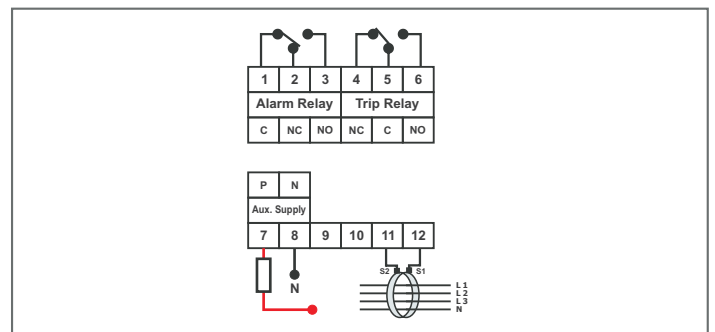 1 2 3 4 5 6
Alarm Relay Trip Relay
C NC NO NC C NO
P N
Aux. Supply
7 8 9 10 11 12
S2 S1
N
L1
L2
L3
N